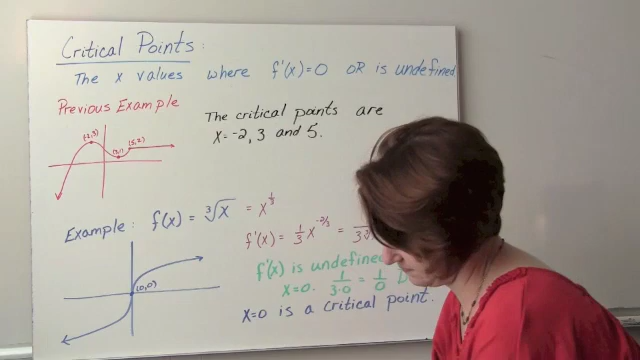 Critical Points:
The x values where f'(x)=0 OR is undefined
Previous Example
The critical points are
x=-2, 3 and 5.
(-2,3)
(3,1)
(5,2)
Example: f(x) = ∛x = x^{1/3}
f'(x) = 1/3 x^{-2/3} =
f'(x) is undefined
x=0. 1/(3·0) = 1/0
(0,0)
x=0 is a critical point.